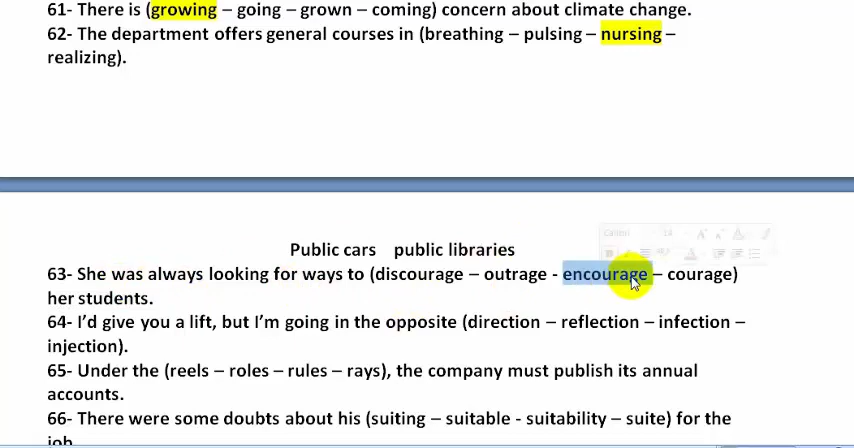 61- There is (growing – going – grown – coming) concern about climate change.
62- The department offers general courses in (breathing – pulsing – nursing –
realizing).
Public cars public libraries
Calibri 14
63- She was always looking for ways to (discourage – outrage - encourage – courage)
her students.
64- I'd give you a lift, but I'm going in the opposite (direction – reflection – infection –
injection).
65- Under the (reels – roles – rules – rays), the company must publish its annual
accounts.
66- There were some doubts about his (suiting – suitable - suitability – suite) for the
job